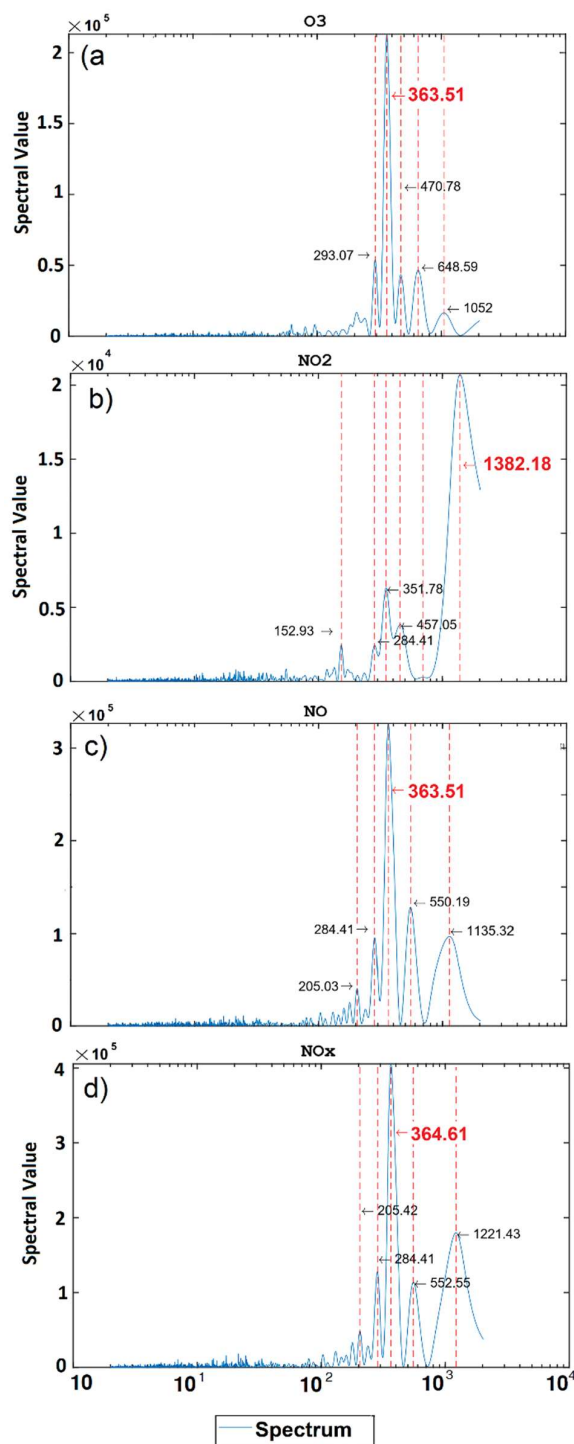 × 10⁵ O3
(a
2
363.51
1.5
1
470.78
0.5
293.07
648.59
1052
0
Spectral Value
× 10⁴ NO2
b)
2
1382.18
1.5
1
351.78
0.5
152.93
457.05
284.41
0
Spectral Value
× 10⁵ NO
c)
3
363.51
2
1
550.19
284.41
1135.32
205.03
0
Spectral Value
× 10⁵ NOx
d)
4
364.61
3
2
205.42
1221.43
284.41
1
552.55
0
Spectral Value
10⁰ 10¹ 10² 10³ 10⁴
Spectrum